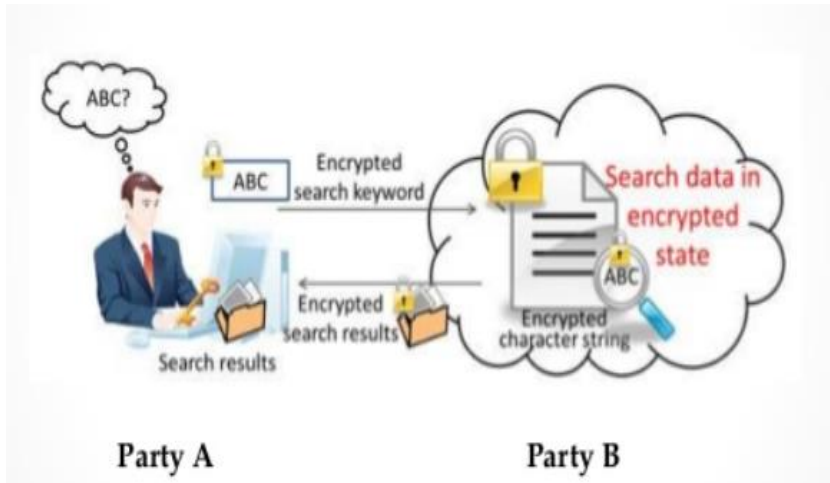 ABC?
ABC
Encrypted
search keyword
Search data in
encrypted
state
ABC
Encrypted
character string
Encrypted
search results
Search results
Party A
Party B